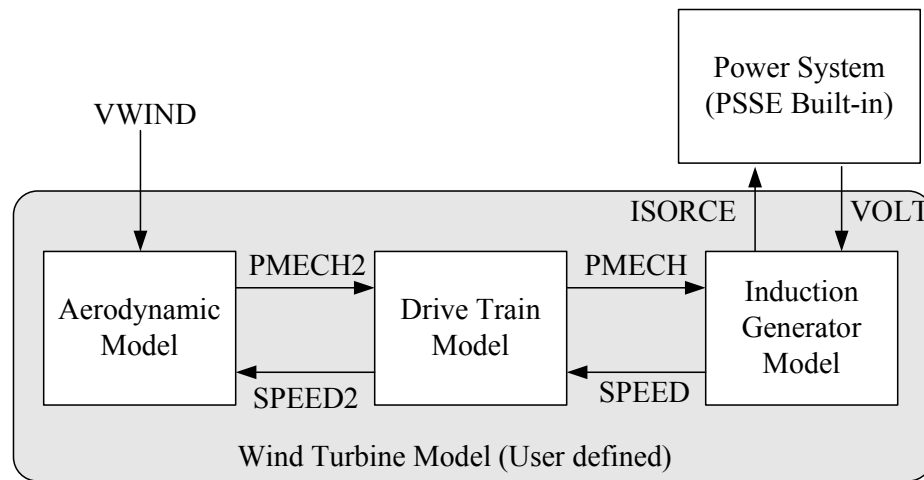 Power System
(PSSE Built-in)
VWIND
ISORCE
VOLT
PMECH2
PMECH
Aerodynamic
Model
Drive Train
Model
Induction
Generator
Model
SPEED2
SPEED
Wind Turbine Model (User defined)